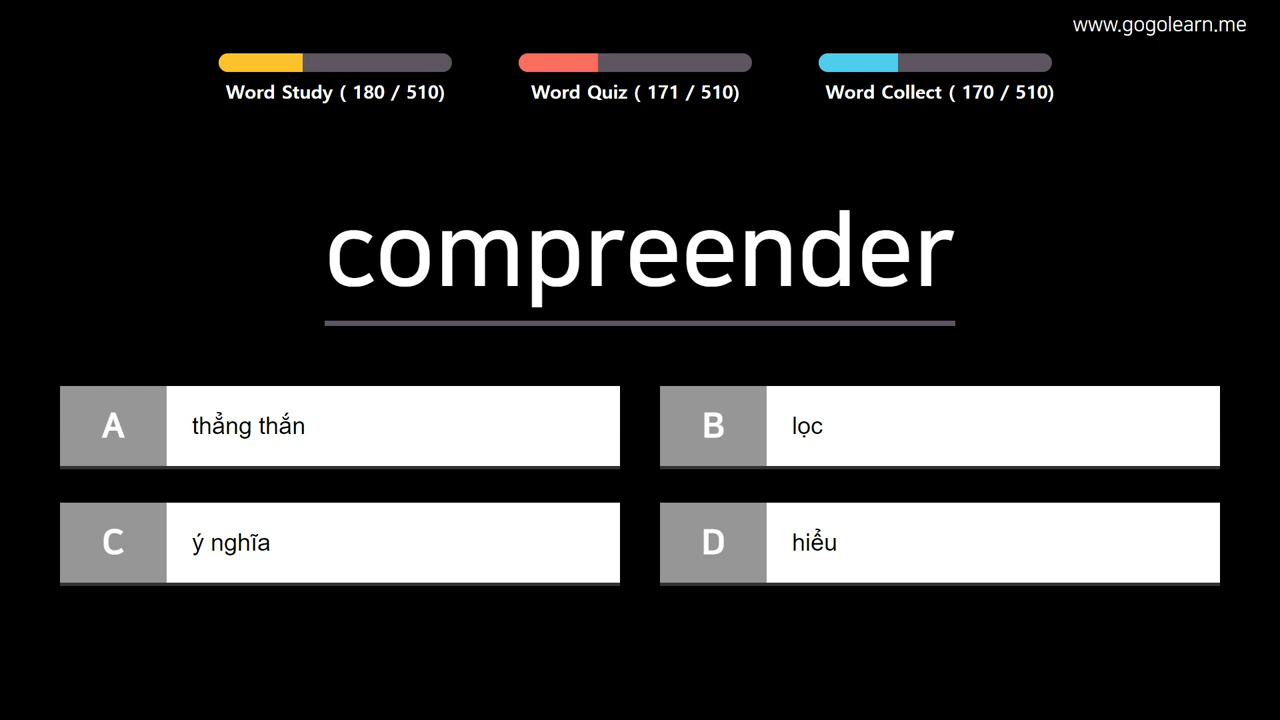 www.gogolearn.me
Word Study ( 180 / 510)
Word Quiz ( 171 / 510)
Word Collect ( 170 / 510)
compreender
A thẳng thắn
B lọc
C ý nghĩa
D hiểu